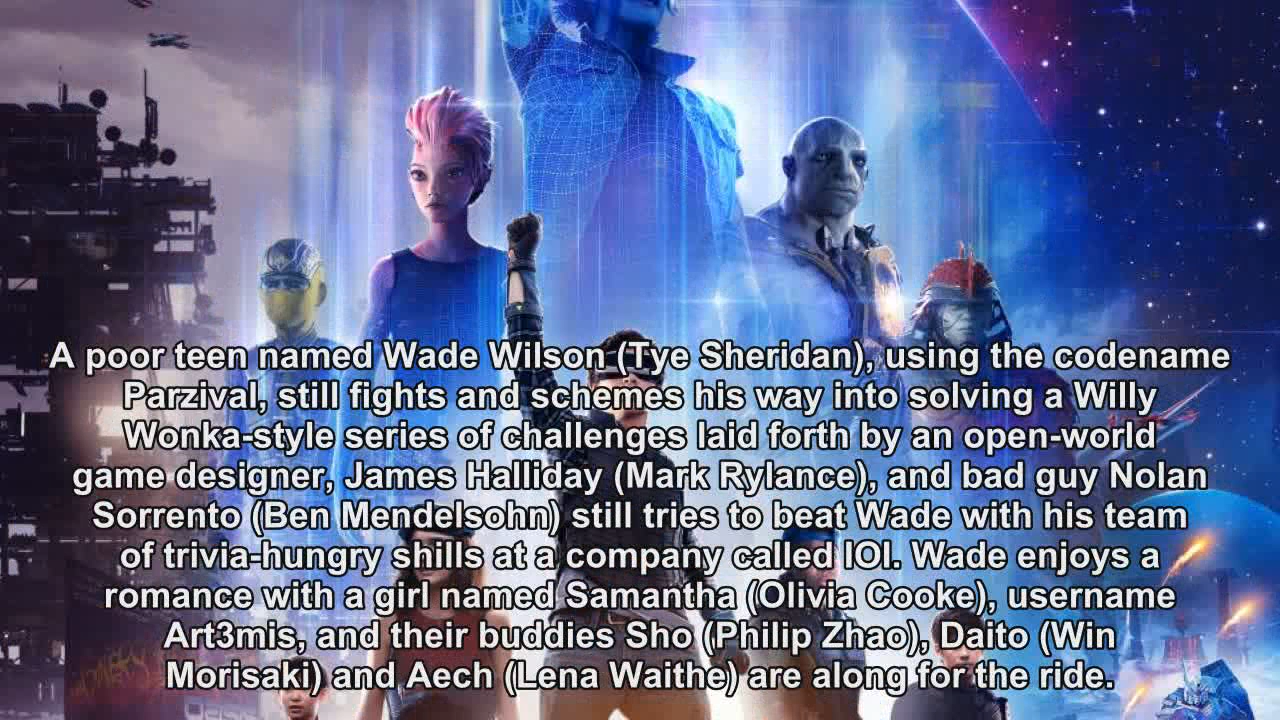 A poor teen named Wade Wilson (Tye Sheridan), using the codename
Parzival, still fights and schemes his way into solving a Willy
Wonka-style series of challenges laid forth by an open-world
game designer, James Halliday (Mark Rylance), and bad guy Nolan
Sorrento (Ben Mendelsohn) still tries to beat Wade with his team
of trivia-hungry shills at a company called IOI. Wade enjoys a
romance with a girl named Samantha (Olivia Cooke), username
Art3mis, and their buddies Sho (Philip Zhao), Daito (Win
Morisaki) and Aech (Lena Waithe) are along for the ride.